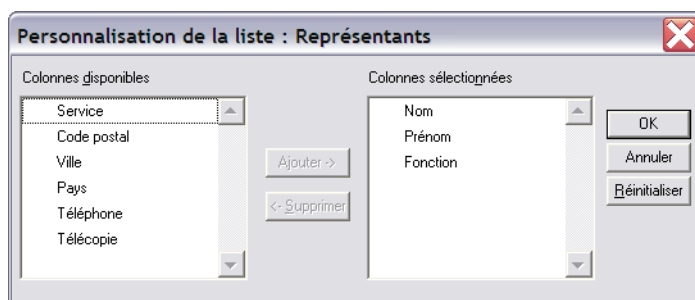 Personnalisation de la liste : Représentants
Colonnes disponibles
Colonnes sélectionnées
Service
Code postal
Ville
Pays
Téléphone
Télécopie
Ajouter ->
<- Supprimer
Nom
Prénom
Fonction
OK
Annuler
Réinitialiser